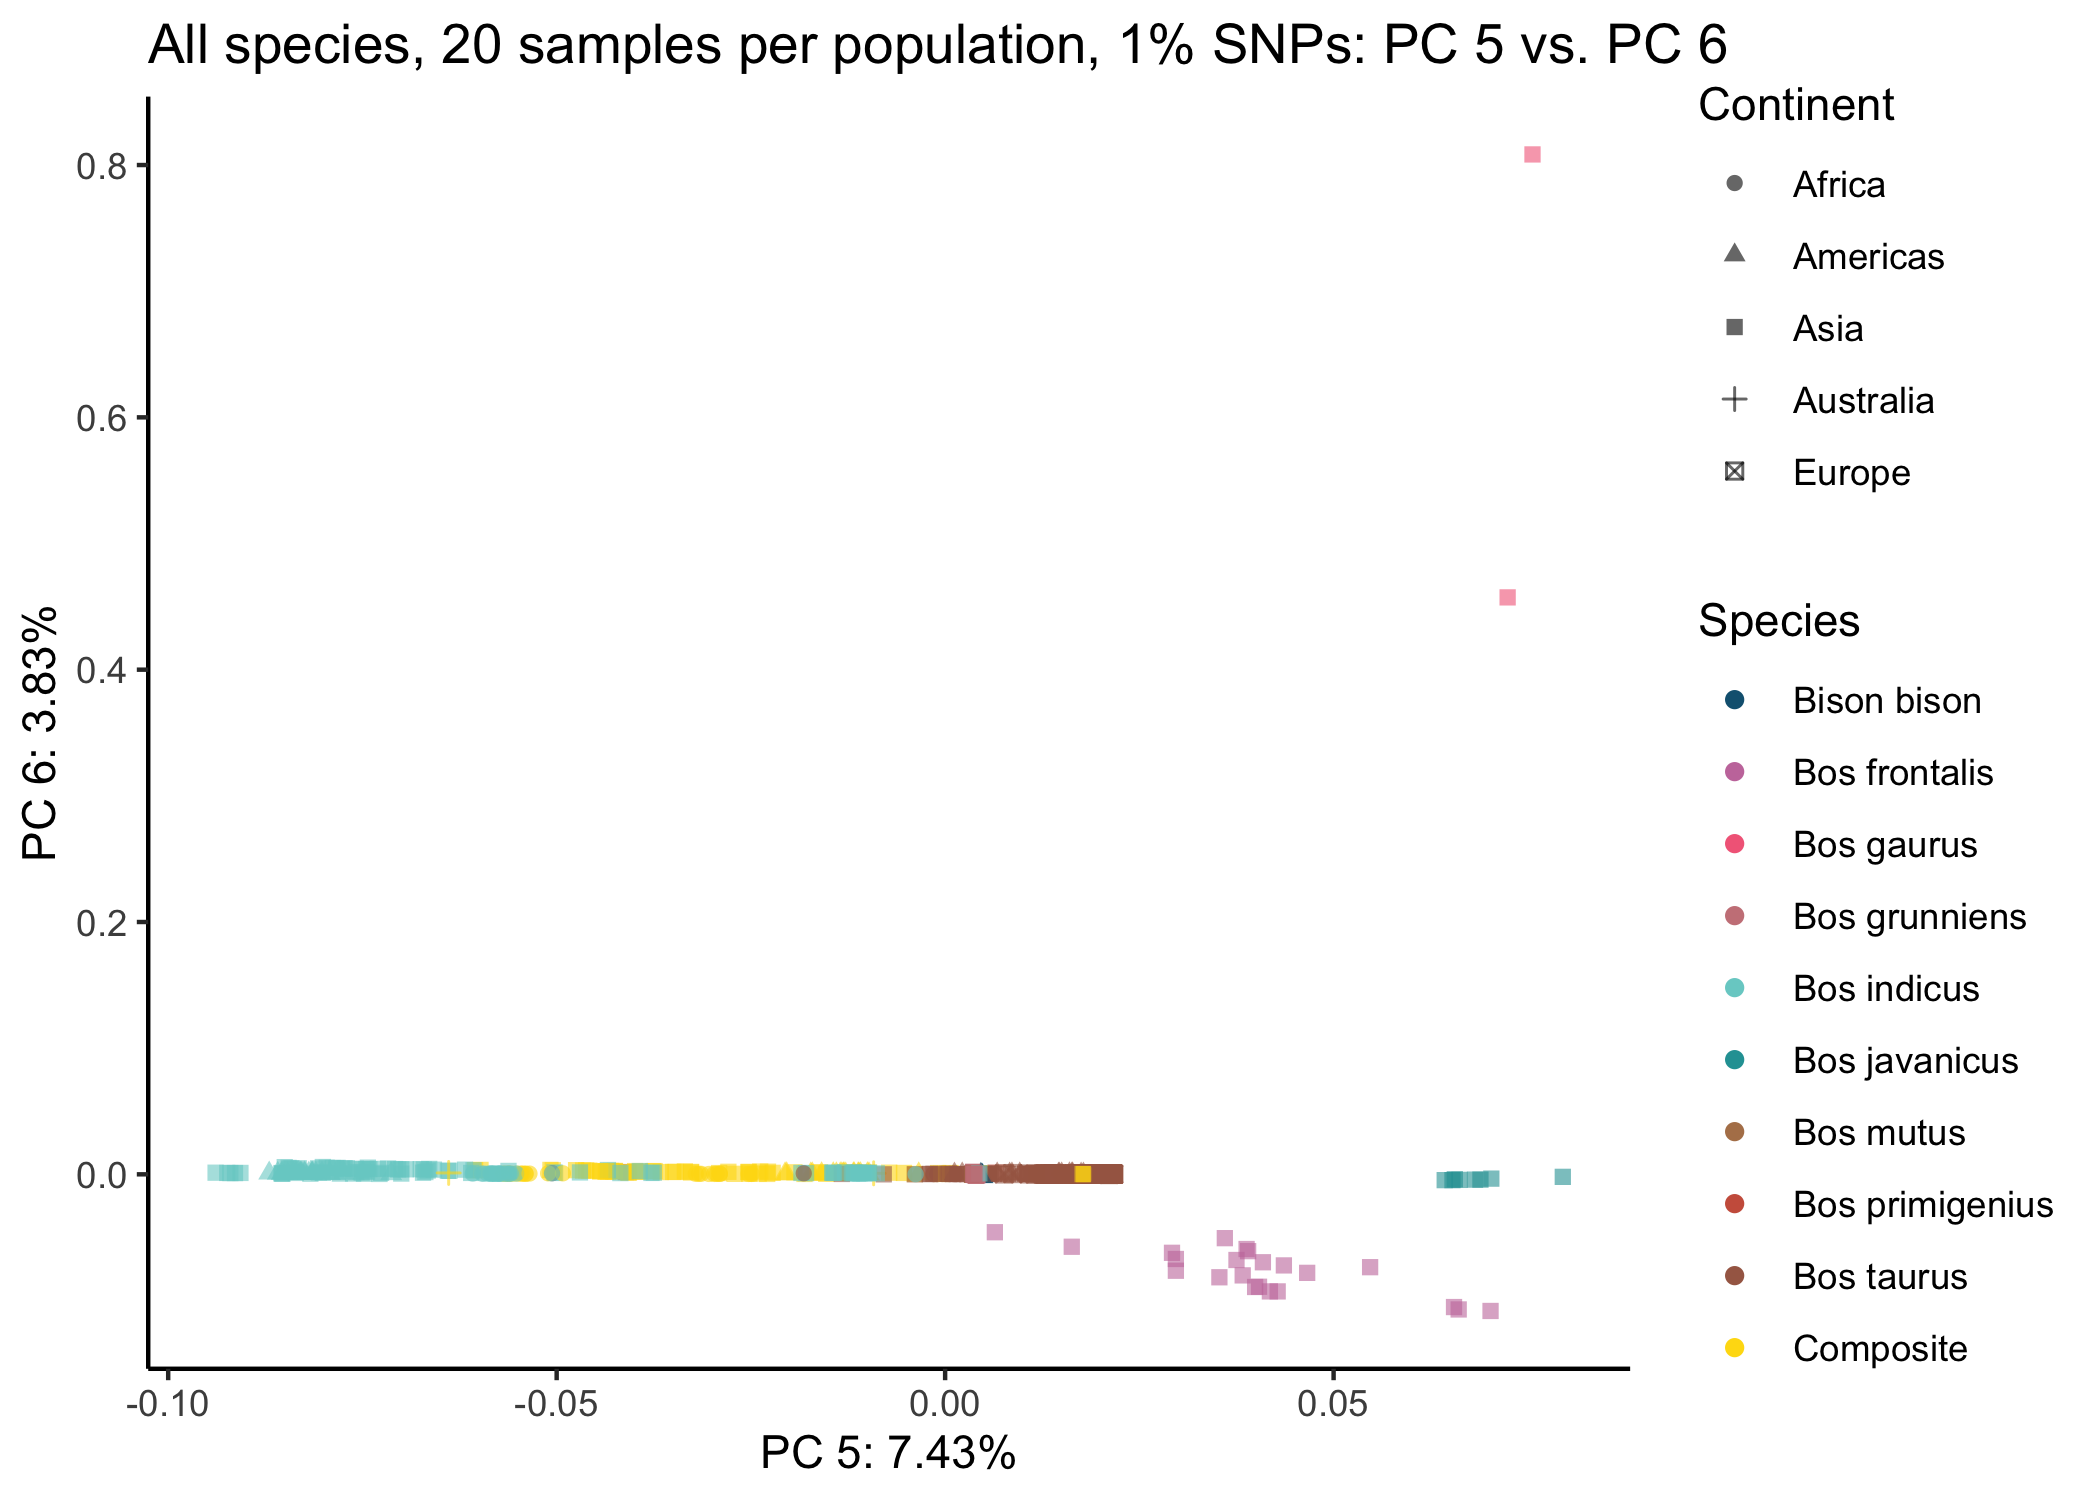 All species, 20 samples per population, 1% SNPs: PC 5 vs. PC 6
Continent
Africa
Americas
Asia
Australia
Europe
Species
Bison bison
Bos frontalis
Bos gaurus
Bos grunniens
Bos indicus
Bos javanicus
Bos mutus
Bos primigenius
Bos taurus
Composite
PC 6: 3.83%
0.8
0.6
0.4
0.2
0.0
-0.10
-0.05
0.00
0.05
PC 5: 7.43%